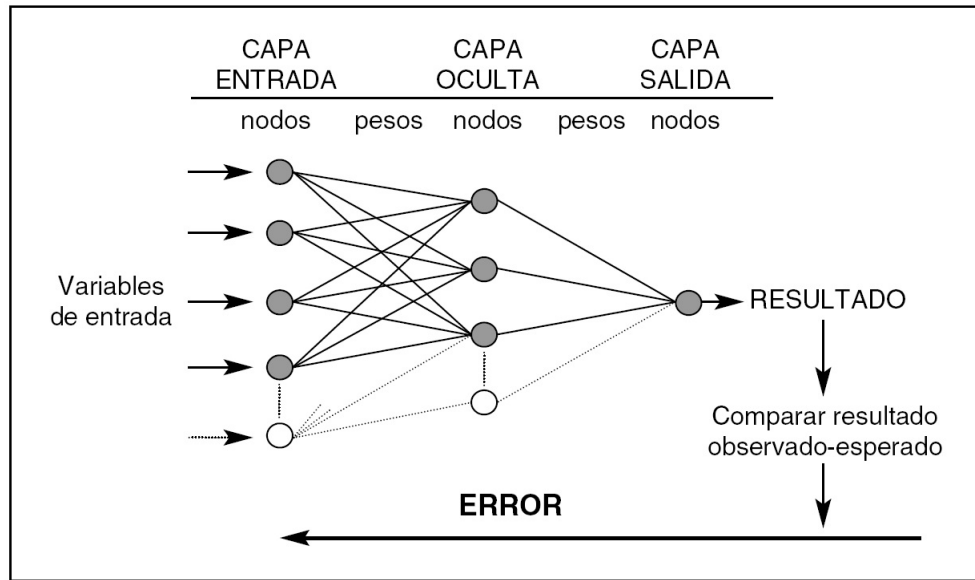 CAPA
ENTRADA
CAPA
OCULTA
CAPA
SALIDA
nodos pesos nodos pesos nodos
Variables
de entrada
RESULTADO
Comparar resultado
observado-esperado
ERROR